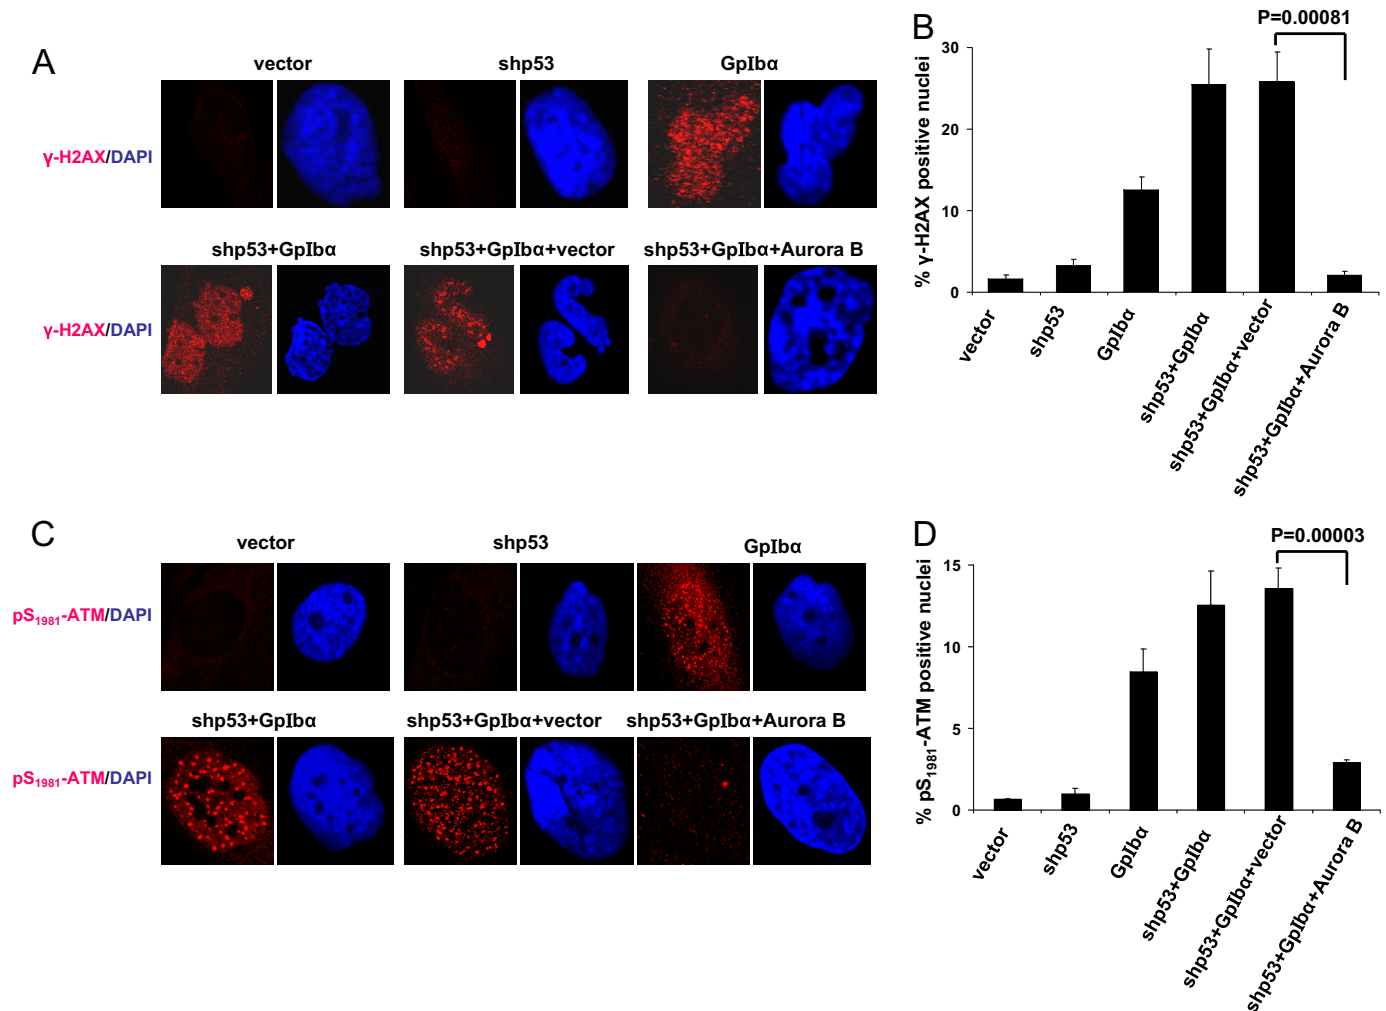 A
vector
shp53
GpIbα
γ-H2AX/DAPI
shp53+GpIbα
shp53+GpIbα+vector
shp53+GpIbα+Aurora B
γ-H2AX/DAPI
B
P=0.00081
% γ-H2AX positive nuclei
30
20
10
0
vector
shp53
GpIbα
shp53+GpIbα
shp53+GpIbα+vector
shp53+GpIbα+Aurora B
C
vector
shp53
GpIbα
pS₁₉₈₁-ATM/DAPI
shp53+GpIbα
shp53+GpIbα+vector
shp53+GpIbα+Aurora B
pS₁₉₈₁-ATM/DAPI
D
P=0.00003
% pS₁₉₈₁-ATM positive nuclei
15
10
5
0
vector
shp53
GpIbα
shp53+GpIbα
shp53+GpIbα+vector
shp53+GpIbα+Aurora B